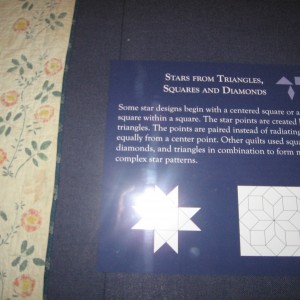 STARS FROM TRIANGLES,
SQUARES AND DIAMONDS
Some star designs begin with a centered square or a
square within a square. The star points are created
triangles. The points are paired instead of radiating
equally from a center point. Other quilts used
diamonds, and triangles in combination to form
complex star patterns.